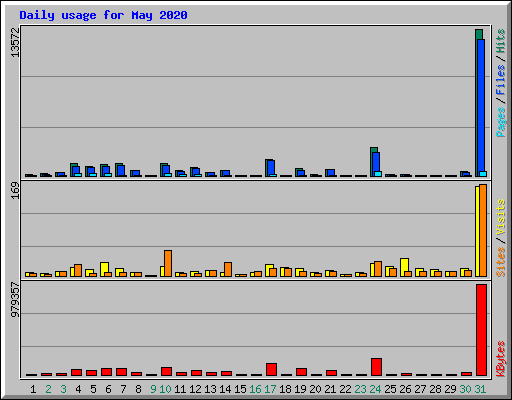 Daily usage for May 2020
13572
Pages / Files / Hits
169
Sites / Visits
979357
KBytes
1 2 3 4 5 6 7 8 9 10 11 12 13 14 15 16 17 18 19 20 21 22 23 24 25 26 27 28 29 30 31